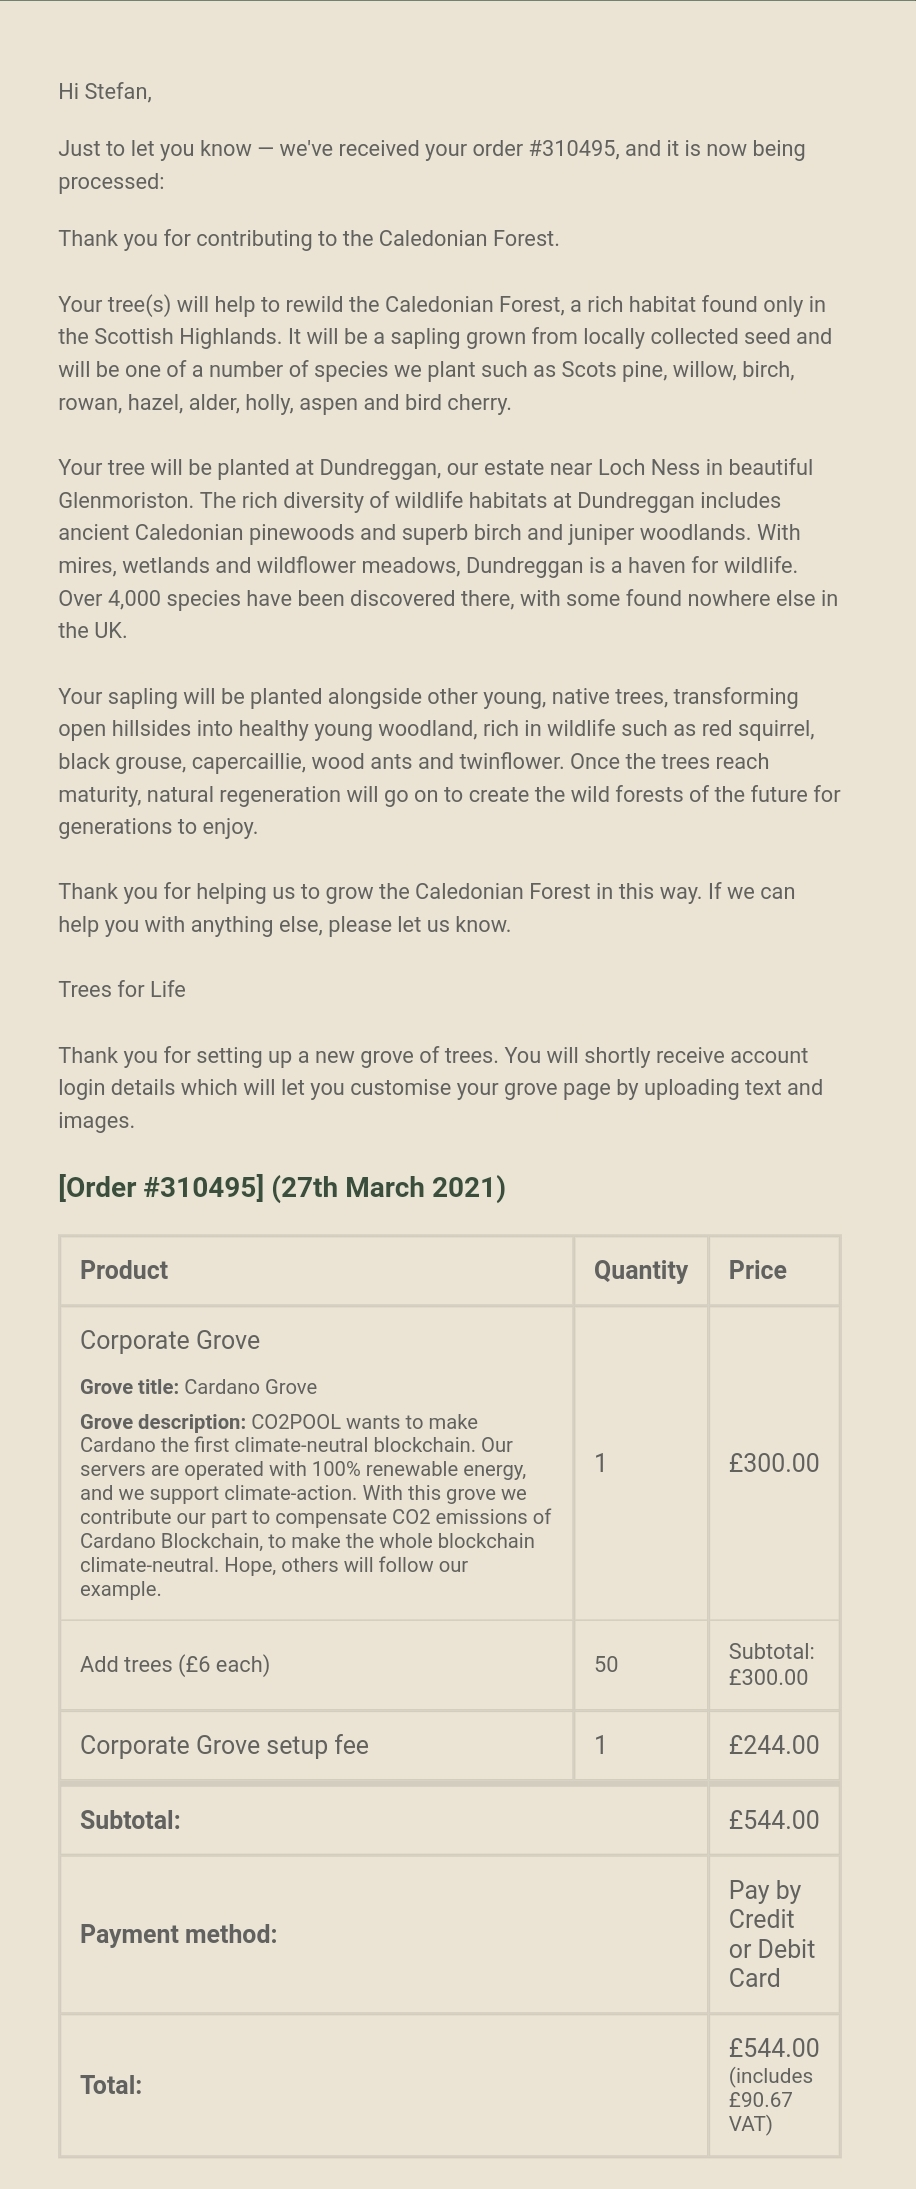 Hi Stefan,
Just to let you know — we've received your order #310495, and it is now being
processed:
Thank you for contributing to the Caledonian Forest.
Your tree(s) will help to rewild the Caledonian Forest, a rich habitat found only in
the Scottish Highlands. It will be a sapling grown from locally collected seed and
will be one of a number of species we plant such as Scots pine, willow, birch,
rowan, hazel, alder, holly, aspen and bird cherry.
Your tree will be planted at Dundreggan, our estate near Loch Ness in beautiful
Glenmoriston. The rich diversity of wildlife habitats at Dundreggan includes
ancient Caledonian pinewoods and superb birch and juniper woodlands. With
mires, wetlands and wildflower meadows, Dundreggan is a haven for wildlife.
Over 4,000 species have been discovered there, with some found nowhere else in
the UK.
Your sapling will be planted alongside other young, native trees, transforming
open hillsides into healthy young woodland, rich in wildlife such as red squirrel,
black grouse, capercaillie, wood ants and twinflower. Once the trees reach
maturity, natural regeneration will go on to create the wild forests of the future for
generations to enjoy.
Thank you for helping us to grow the Caledonian Forest in this way. If we can
help you with anything else, please let us know.
Trees for Life
Thank you for setting up a new grove of trees. You will shortly receive account
login details which will let you customise your grove page by uploading text and
images.
[Order #310495] (27th March 2021)
Product Quantity Price
Corporate Grove
Grove title: Cardano Grove
Grove description: CO2POOL wants to make
Cardano the first climate-neutral blockchain. Our
servers are operated with 100% renewable energy,
and we support climate-action. With this grove we
contribute our part to compensate CO2 emissions of
Cardano Blockchain, to make the whole blockchain
climate-neutral. Hope, others will follow our
example.
1
£300.00
Add trees (£6 each)
50
Subtotal:
£300.00
Corporate Grove setup fee 1 £244.00
Subtotal: £544.00
Payment method:
Pay by
Credit
or Debit
Card
Total:
£544.00
(includes
£90.67
VAT)